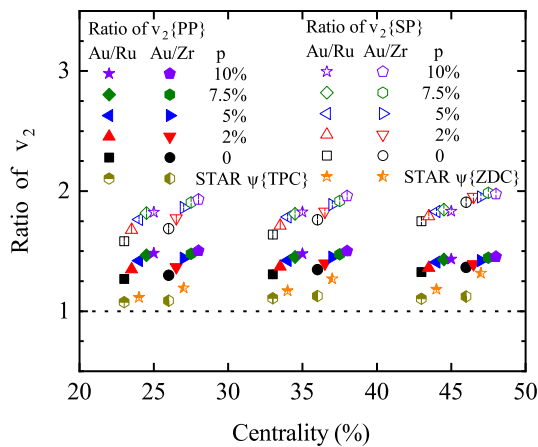 Ratio of v2{PP} Ratio of v2{SP}
Au/Ru Au/Zr p Au/Ru Au/Zr p
10% 10%
7.5% 7.5%
5% 5%
2% 2%
0 0
STAR ψ{TPC} STAR ψ{ZDC}
3
2
1
Ratio of v2
20 25 30 35 40 45 50
Centrality (%)